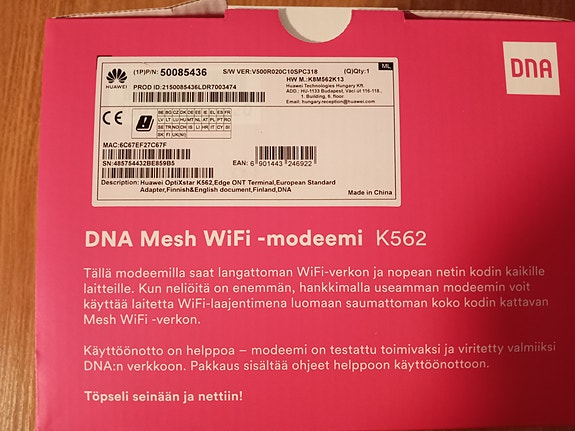 HUAWEI
(1P)P/N: 50085436
S/W VER:V500R020C10SPC318
(Q)Qty:1
ML
PROD ID:2150085436LDR7003474
HW M.: K8M562K13
Huawei Technologies Hungary Kft.
ADD.: HU-1133 Budapest, Váci út 116-118.,
1. Building, 6. floor.
Email: hungary.reception@huawei.com
DNA
CE
BE BG CZ DK DE EE IE EL ES FR
LV LT LU HU MT NL AT PL PT RO
SE TR NO CH IS LI HR IT CY SI
SK FI UK(NI)
MAC:6C67EF27C67F
SN:485754432BE859B5
EAN: 6 901443 246922
Description: Huawei OptiXstar K562,Edge ONT Terminal,European Standard
Adapter,Finnish&English document,Finland,DNA
Made in China
DNA Mesh WiFi -modeemi K562
Tällä modeemilla saat langattoman WiFi-verkon ja nopean netin kodin kaikille
laitteille. Kun neliöitä on enemmän, hankkimalla useamman modeemin voit
käyttää laitetta WiFi-laajentimena luomaan saumattoman koko kodin kattavan
Mesh WiFi -verkon.
Käyttöönotto on helppoa – modeemi on testattu toimivaksi ja viritetty valmiiksi
DNA:n verkkoon. Pakkaus sisältää ohjeet helppoon käyttöönottoon.
Töpseli seinään ja nettiin!